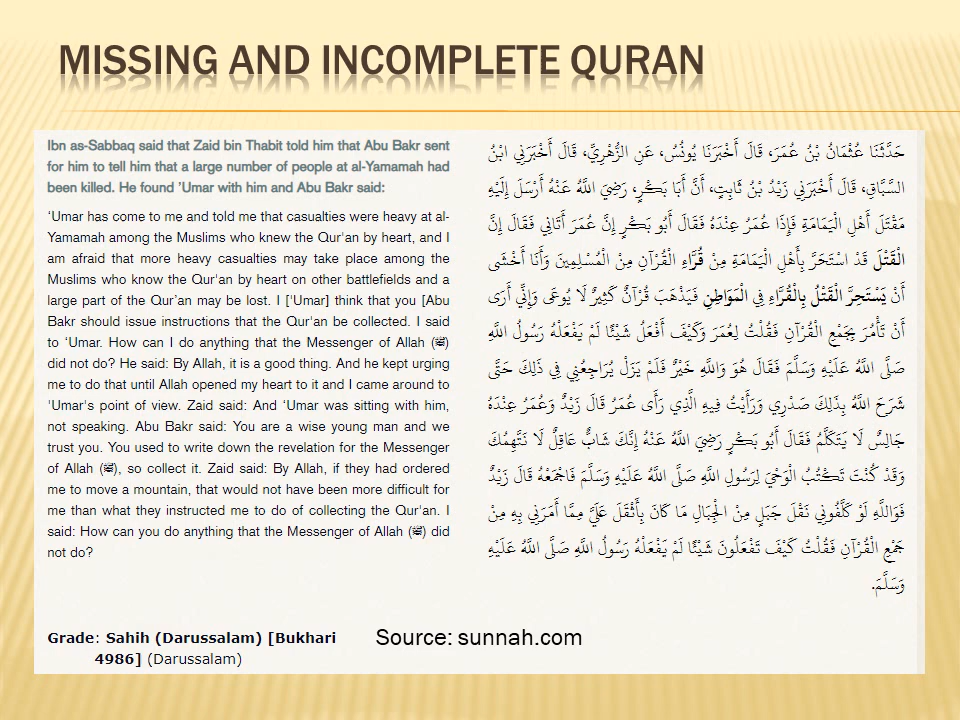 MISSING AND INCOMPLETE QURAN
Ibn as-Sabbaq said that Zaid bin Thabit told him that Abu Bakr sent
for him to tell him that a large number of people at al-Yamamah had
been killed. He found ’Umar with him and Abu Bakr said:
‘Umar has come to me and told me that casualties were heavy at al-
Yamamah among the Muslims who knew the Qur'an by heart, and I
am afraid that more heavy casualties may take place among the
Muslims who know the Qur'an by heart on other battlefields and a
large part of the Qur’an may be lost. I [‘Umar] think that you [Abu
Bakr should issue instructions that the Qur'an be collected. I said
to ‘Umar. How can I do anything that the Messenger of Allah (ﷺ)
did not do? He said: By Allah, it is a good thing. And he kept urging
me to do that until Allah opened my heart to it and I came around to
'Umar's point of view. Zaid said: And ‘Umar was sitting with him,
not speaking. Abu Bakr said: You are a wise young man and we
trust you. You used to write down the revelation for the Messenger
of Allah (ﷺ), so collect it. Zaid said: By Allah, if they had ordered
me to move a mountain, that would not have been more difficult for
me than what they instructed me to do of collecting the Qur'an. I
said: How can you do anything that the Messenger of Allah (ﷺ) did
not do?
حَدَّثَنَا عُثْمَانُ بْنُ عُمَرَ، قَالَ أَخْبَرَنَا يُونُسُ، عَنِ الزُّهْرِيِّ، قَالَ أَخْبَرَنِي ابْنُ
السَّبَّاقِ، قَالَ أَخْبَرَنِي زَيْدُ بْنُ ثَابِتٍ، أَنَّ أَبَا بَكْرٍ، رَضِيَ اللَّهُ عَنْهُ أَرْسَلَ إِلَيْهِ
مَقْتَلَ أَهْلِ الْيَمَامَةِ فَإِذَا عُمَرُ عِنْدَهُ فَقَالَ أَبُو بَكْرٍ إِنَّ عُمَرَ أَتَانِي فَقَالَ إِنَّ
الْقَتْلَ قَدْ اسْتَحَرَّ بِأَهْلِ الْيَمَامَةِ مِنْ قُرَّاءِ الْقُرْآنِ مِنْ الْمُسْلِمِينَ وَأَنَا أَخْشَى
أَنْ يَسْتَحِرَّ الْقَتْلُ بِالْقُرَّاءِ فِي الْمَوَاطِنِ فَيَذْهَبَ قُرْآنٌ كَثِيرٌ لَا يُوعَى وَإِنِّي أَرَى
أَنْ تَأْمُرَ بِجَمْعِ الْقُرْآنِ فَقُلْتُ لِعُمَرَ وَكَيْفَ أَفْعَلُ شَيْئًا لَمْ يَفْعَلْهُ رَسُولُ اللَّهِ
صَلَّى اللَّهُ عَلَيْهِ وَسَلَّمَ فَقَالَ هُوَ وَاللَّهِ خَيْرٌ فَلَمْ يَزَلْ يُرَاجِعُنِي فِي ذَلِكَ حَتَّى
شَرَحَ اللَّهُ بِذَلِكَ صَدْرِي وَرَأَيْتُ فِيهِ الَّذِي رَأَى عُمَرُ قَالَ زَيْدٌ وَعُمَرُ عِنْدَهُ
جَالِسٌ لَا يَتَكَلَّمُ فَقَالَ أَبُو بَكْرٍ رَضِيَ اللَّهُ عَنْهُ إِنَّكَ شَابٌّ عَاقِلٌ لَا نَتَّهِمُكَ
وَقَدْ كُنْتَ تَكْتُبُ الْوَحْيَ لِرَسُولِ اللَّهِ صَلَّى اللَّهُ عَلَيْهِ وَسَلَّمَ فَاجْمَعْهُ قَالَ زَيْدٌ
فَوَاللَّهِ لَوْ كَلَّفُونِي نَقْلَ جَبَلٍ مِنْ الْجِبَالِ مَا كَانَ بِأَثْقَلَ عَلَيَّ مِمَّا أَمَرَنِي بِهِ مِنْ
جَمْعِ الْقُرْآنِ فَقُلْتُ كَيْفَ تَفْعَلُونَ شَيْئًا لَمْ يَفْعَلْهُ رَسُولُ اللَّهِ صَلَّى اللَّهُ عَلَيْهِ
وَسَلَّمَ.
Grade: Sahih (Darussalam) [Bukhari
4986] (Darussalam)
Source: sunnah.com